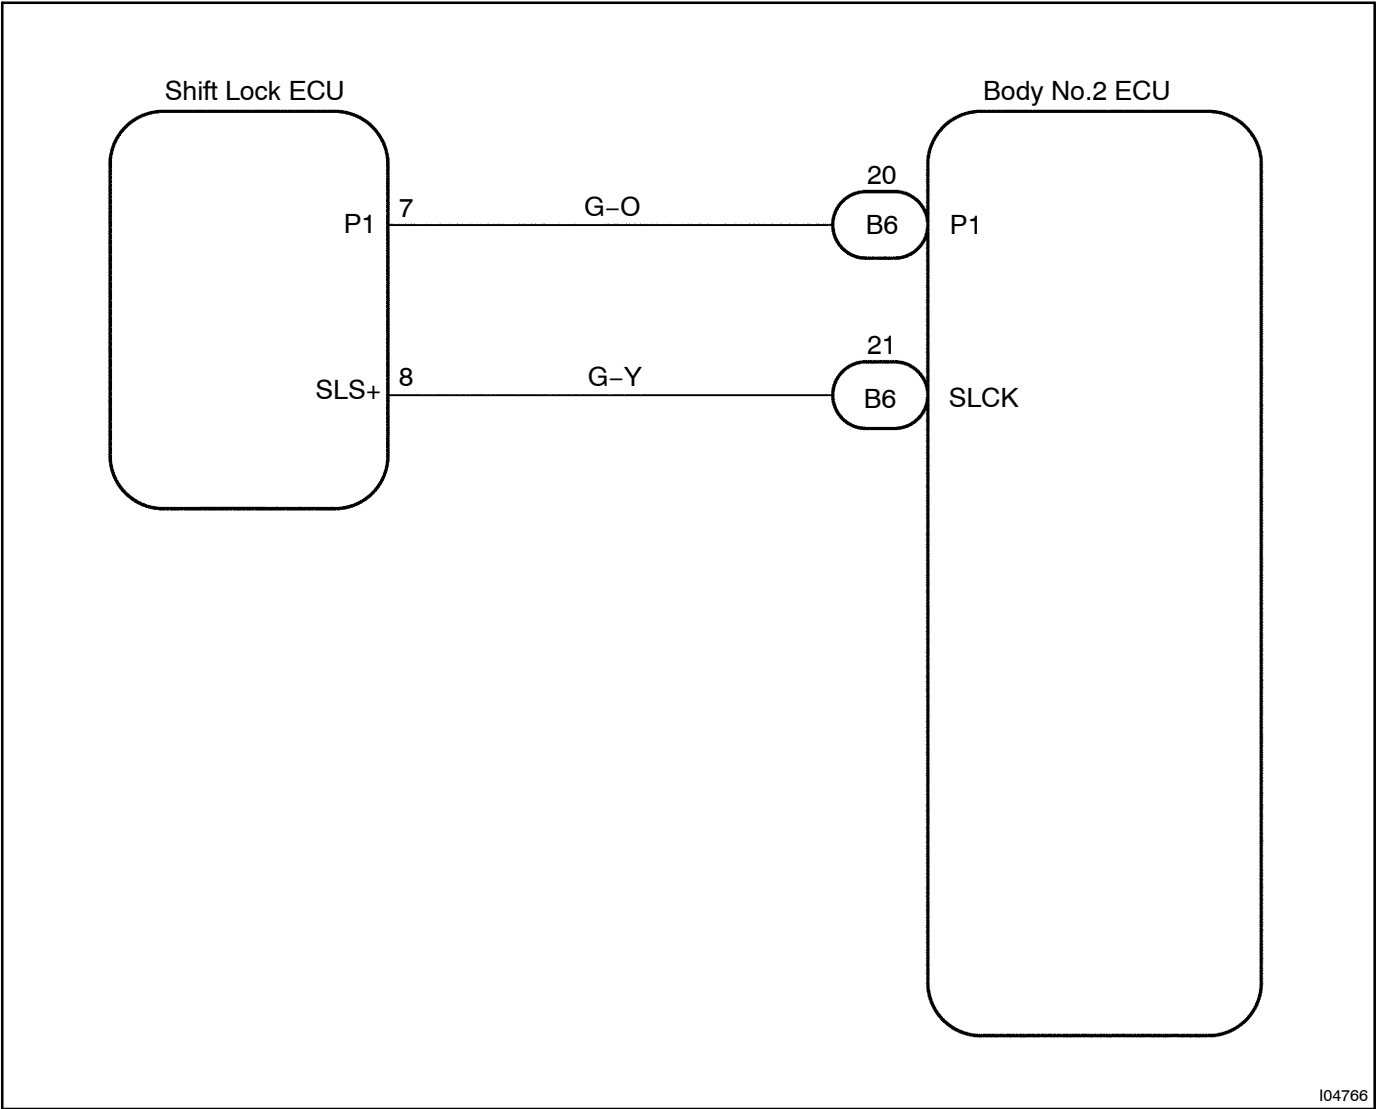 Shift Lock ECU
Body No.2 ECU
20
7
G−O
P1
B6
P1
21
8
G−Y
SLS+
B6
SLCK
I04766